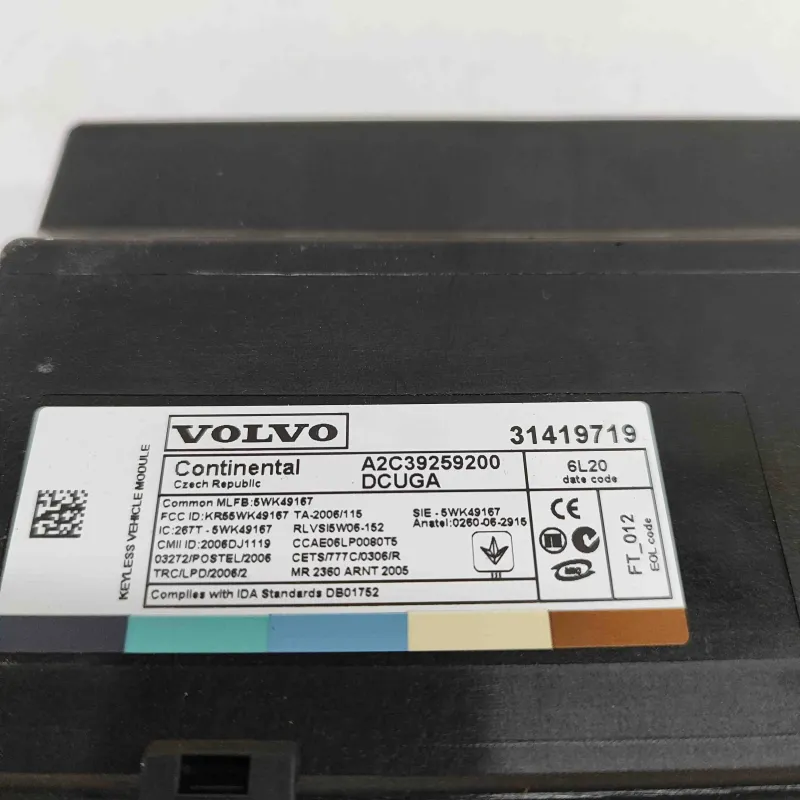 VOLVO
31419719
KEYLESS VEHICLE MODULE
Continental
Czech Republic
A2C39259200
DCUGA
6L20
date code
Common MLFB:5WK49167
FCC ID:KR55WK49167 TA-2006/115
SIE - 5WK49167
IC:267T - 5WK49167 RLVSI5W06-152
Anatel:0260-06-2915
CMII ID:2006DJ1119 CCAE06LP0080T5
03272/POSTEL/2006 CETS/777C/0306/R
TRC/LPD/2006/2 MR 2360 ARNT 2005
Complies with IDA Standards DB01752
CE
FT_012
EOL code